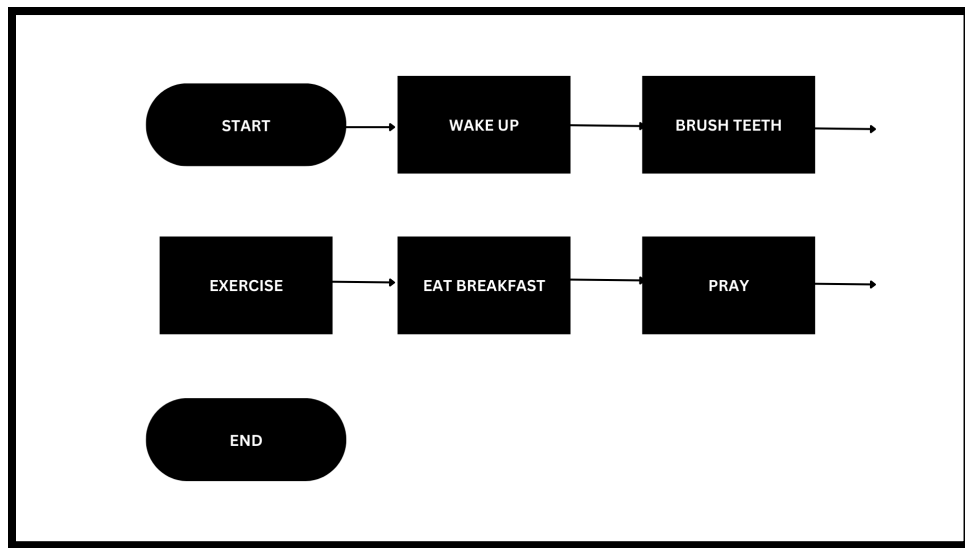 START
WAKE UP
BRUSH TEETH
EXERCISE
EAT BREAKFAST
PRAY
END